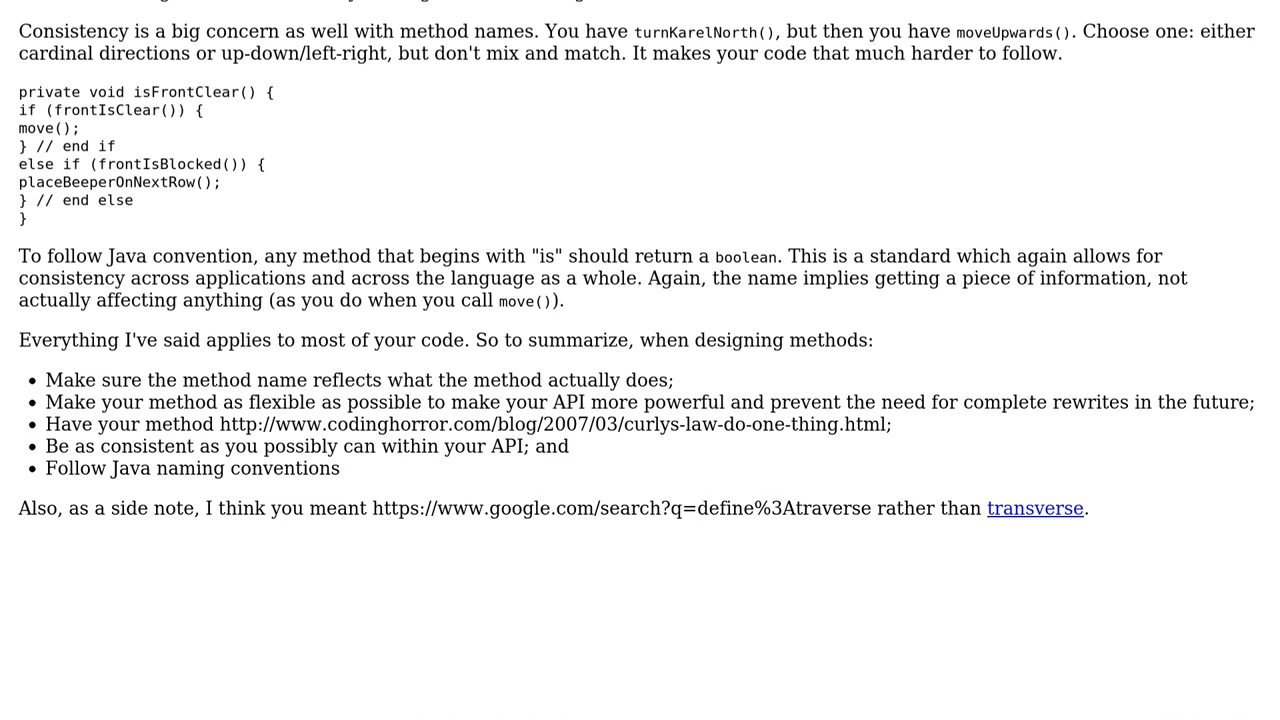 Consistency is a big concern as well with method names. You have turnKarelNorth(), but then you have moveUpwards(). Choose one: either
cardinal directions or up-down/left-right, but don't mix and match. It makes your code that much harder to follow.
private void isFrontClear() {
if (frontIsClear()) {
move();
} // end if
else if (frontIsBlocked()) {
placeBeeperOnNextRow();
} // end else
}
To follow Java convention, any method that begins with "is" should return a boolean. This is a standard which again allows for
consistency across applications and across the language as a whole. Again, the name implies getting a piece of information, not
actually affecting anything (as you do when you call move()).
Everything I've said applies to most of your code. So to summarize, when designing methods:
• Make sure the method name reflects what the method actually does;
• Make your method as flexible as possible to make your API more powerful and prevent the need for complete rewrites in the future;
• Have your method http://www.codinghorror.com/blog/2007/03/curlys-law-do-one-thing.html;
• Be as consistent as you possibly can within your API; and
• Follow Java naming conventions
Also, as a side note, I think you meant https://www.google.com/search?q=define%3Atraverse rather than transverse.